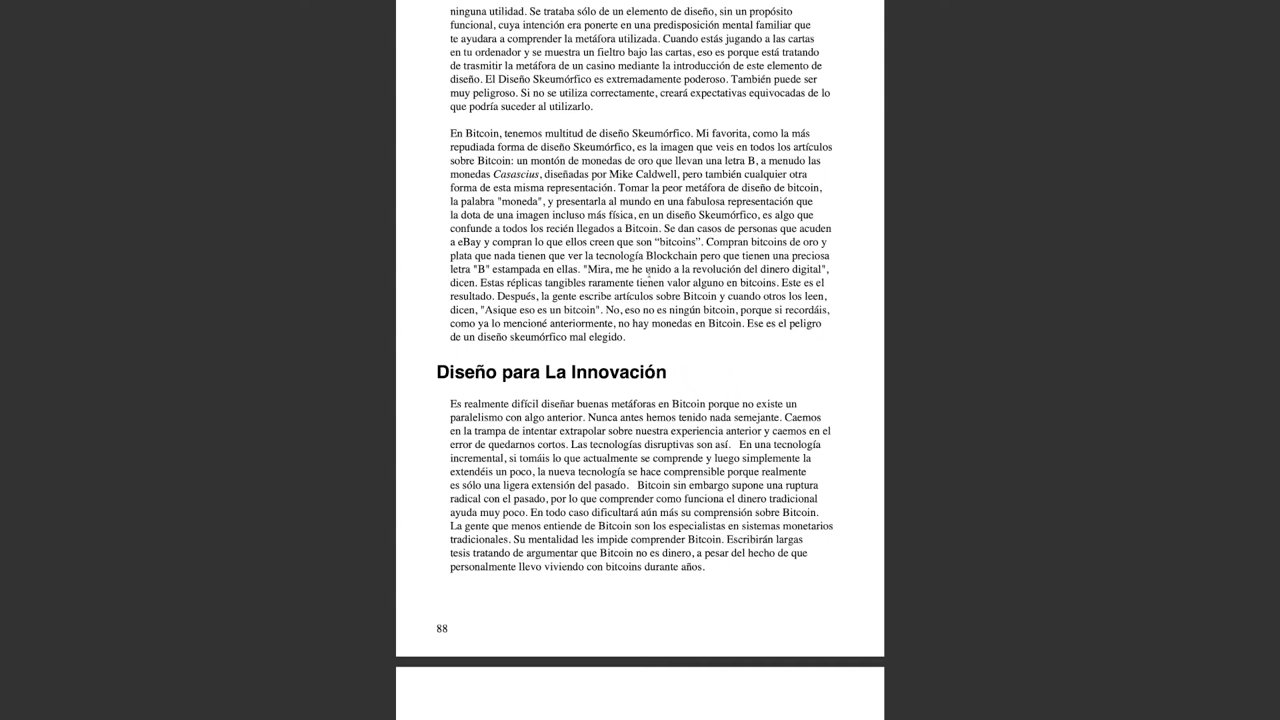 ninguna utilidad. Se trataba sólo de un elemento de diseño, sin un propósito
funcional, cuya intención era ponerte en una predisposición mental familiar que
te ayudara a comprender la metáfora utilizada. Cuando estás jugando a las cartas
en tu ordenador y se muestra un fieltro bajo las cartas, eso es porque está tratando
de trasmitir la metáfora de un casino mediante la introducción de este elemento de
diseño. El Diseño Skeumórfico es extremadamente poderoso. También puede ser
muy peligroso. Si no se utiliza correctamente, creará expectativas equivocadas de lo
que podría suceder al utilizarlo.
En Bitcoin, tenemos multitud de diseño Skeumórfico. Mi favorita, como la más
repudiada forma de diseño Skeumórfico, es la imagen que veis en todos los artículos
sobre Bitcoin: un montón de monedas de oro que llevan una letra B, a menudo las
monedas Casascius, diseñadas por Mike Caldwell, pero también cualquier otra
forma de esta misma representación. Tomar la peor metáfora de diseño de bitcoin,
la palabra "moneda", y presentarla al mundo en una fabulosa representación que
la dota de una imagen incluso más física, en un diseño Skeumórfico, es algo que
confunde a todos los recién llegados a Bitcoin. Se dan casos de personas que acuden
a eBay y compran lo que ellos creen que son “bitcoins”. Compran bitcoins de oro y
plata que nada tienen que ver la tecnología Blockchain pero que tienen una preciosa
letra "B" estampada en ellas. "Mira, me he unido a la revolución del dinero digital",
dicen. Estas réplicas tangibles raramente tienen valor alguno en bitcoins. Este es el
resultado. Después, la gente escribe artículos sobre Bitcoin y cuando otros los leen,
dicen, "Asique eso es un bitcoin". No, eso no es ningún bitcoin, porque si recordáis,
como ya lo mencioné anteriormente, no hay monedas en Bitcoin. Ese es el peligro
de un diseño skeumórfico mal elegido.
Diseño para La Innovación
Es realmente difícil diseñar buenas metáforas en Bitcoin porque no existe un
paralelismo con algo anterior. Nunca antes hemos tenido nada semejante. Caemos
en la trampa de intentar extrapolar sobre nuestra experiencia anterior y caemos en el
error de quedarnos cortos. Las tecnologías disruptivas son así. En una tecnología
incremental, si tomáis lo que actualmente se comprende y luego simplemente la
extendéis un poco, la nueva tecnología se hace comprensible porque realmente
es sólo una ligera extensión del pasado. Bitcoin sin embargo supone una ruptura
radical con el pasado, por lo que comprender como funciona el dinero tradicional
ayuda muy poco. En todo caso dificultará aún más su comprensión sobre Bitcoin.
La gente que menos entiende de Bitcoin son los especialistas en sistemas monetarios
tradicionales. Su mentalidad les impide comprender Bitcoin. Escribirán largas
tesis tratando de argumentar que Bitcoin no es dinero, a pesar del hecho de que
personalmente llevo viviendo con bitcoins durante años.
88